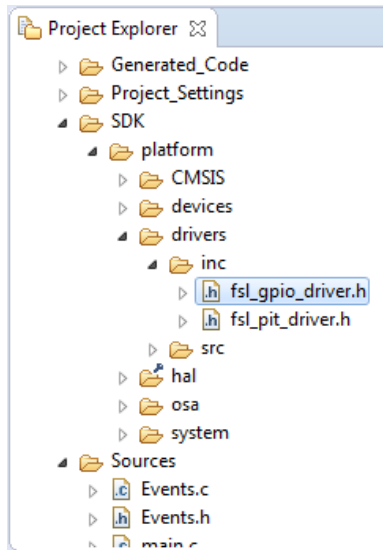 Project Explorer
Generated_Code
Project_Settings
SDK
platform
CMSIS
devices
drivers
inc
.h fsl_gpio_driver.h
.h fsl_pit_driver.h
src
hal
osa
system
Sources
.c Events.c
.h Events.h
.c main.c